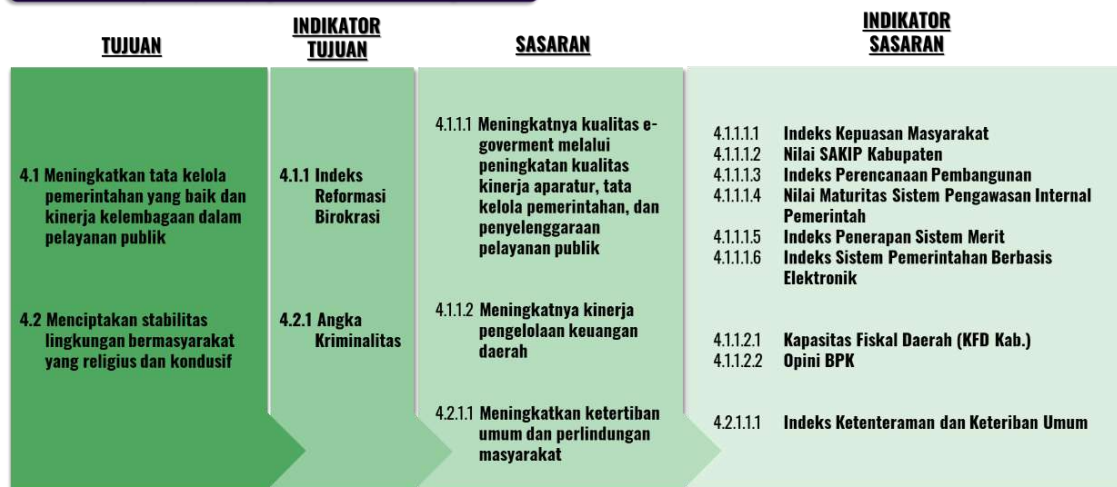 TUJUAN
INDIKATOR
TUJUAN
SASARAN
INDIKATOR
SASARAN
4.1 Meningkatkan tata kelola
pemerintahan yang baik dan
kinerja kelembagaan dalam
pelayanan publik
4.2 Menciptakan stabilitas
lingkungan bermasyarakat
yang religius dan kondusif
4.1.1 Indeks
Reformasi
Birokrasi
4.2.1 Angka
Kriminalitas
4.1.1.1 Meningkatnya kualitas e-
goverment melalui
peningkatan kualitas
kinerja aparatur, tata
kelola pemerintahan, dan
penyelenggaraan
pelayanan publik
4.1.1.2 Meningkatnya kinerja
pengelolaan keuangan
daerah
4.2.1.1 Meningkatkan ketertiban
umum dan perlindungan
masyarakat
4.1.1.1.1 Indeks Kepuasan Masyarakat
4.1.1.1.2 Nilai SAKIP Kabupaten
4.1.1.1.3 Indeks Perencanaan Pembangunan
4.1.1.1.4 Nilai Maturitas Sistem Pengawasan Internal
Pemerintah
4.1.1.1.5 Indeks Penerapan Sistem Merit
4.1.1.1.6 Indeks Sistem Pemerintahan Berbasis
Elektronik
4.1.1.2.1 Kapasitas Fiskal Daerah (KFD Kab.)
4.1.1.2.2 Opini BPK
4.2.1.1.1 Indeks Ketenteraman dan Keteriban Umum